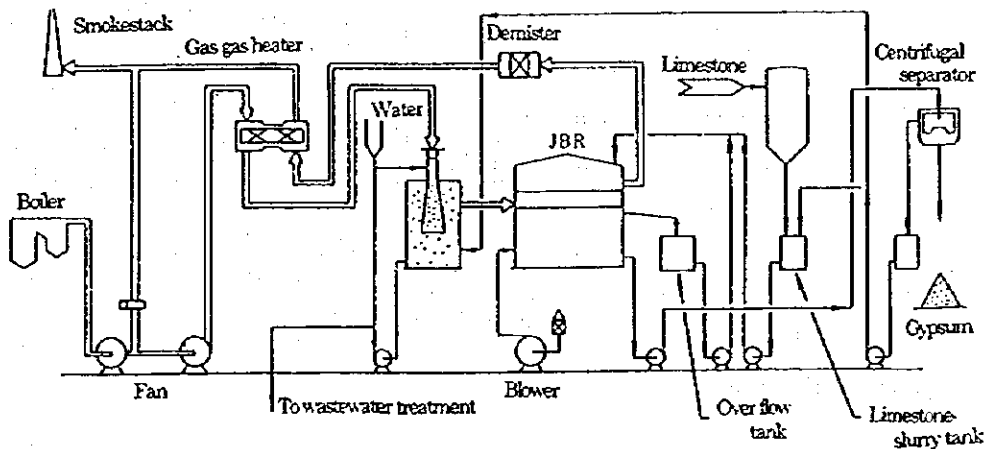 Smokestack
Gas gas heater
Demister
Limestone
Centrifugal
separator
Water
JBR
Boiler
Gypsum
Fan
To wastewater treatment
Blower
Over flow
tank
Limestone-
slurry tank